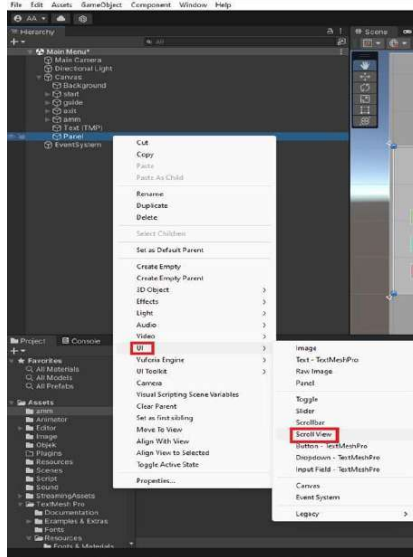 File Edit Assets GameObject Component Window Help
AA
Hierarchy
Scene
All
Main Menu*
Main Camera
Directional Light
Canvas
Background
start
guide
exit
Text (TMP)
Panel
EventSystem
Cut
Copy
Paste
Paste As Child
Rename
Duplicate
Delete
Select Children
Set as Default Parent
Create Empty
Create Empty Parent
3D Object
Effects
Light
Audio
Video
UI
Vuforia Engine
UI Toolkit
Camera
Visual Scripting Scene Variables
Clear Parent
Set as first sibling
Move To View
Align With View
Align View to Selected
Toggle Active State
Properties...
Image
Text - TextMeshPro
Raw Image
Panel
Toggle
Slider
Scrollbar
Scroll View
Button - TextMeshPro
Dropdown - TextMeshPro
Input Field - TextMeshPro
Canvas
Event System
Legacy
Project
Console
Favorites
All Materials
All Models
All Prefabs
Assets
Animator
Editor
Image
Objek
Plugins
Resources
Scenes
Script
Sound
StreamingAssets
TextMesh Pro
Documentation
Examples & Extras
Fonts
Resources
Fonts & Materials